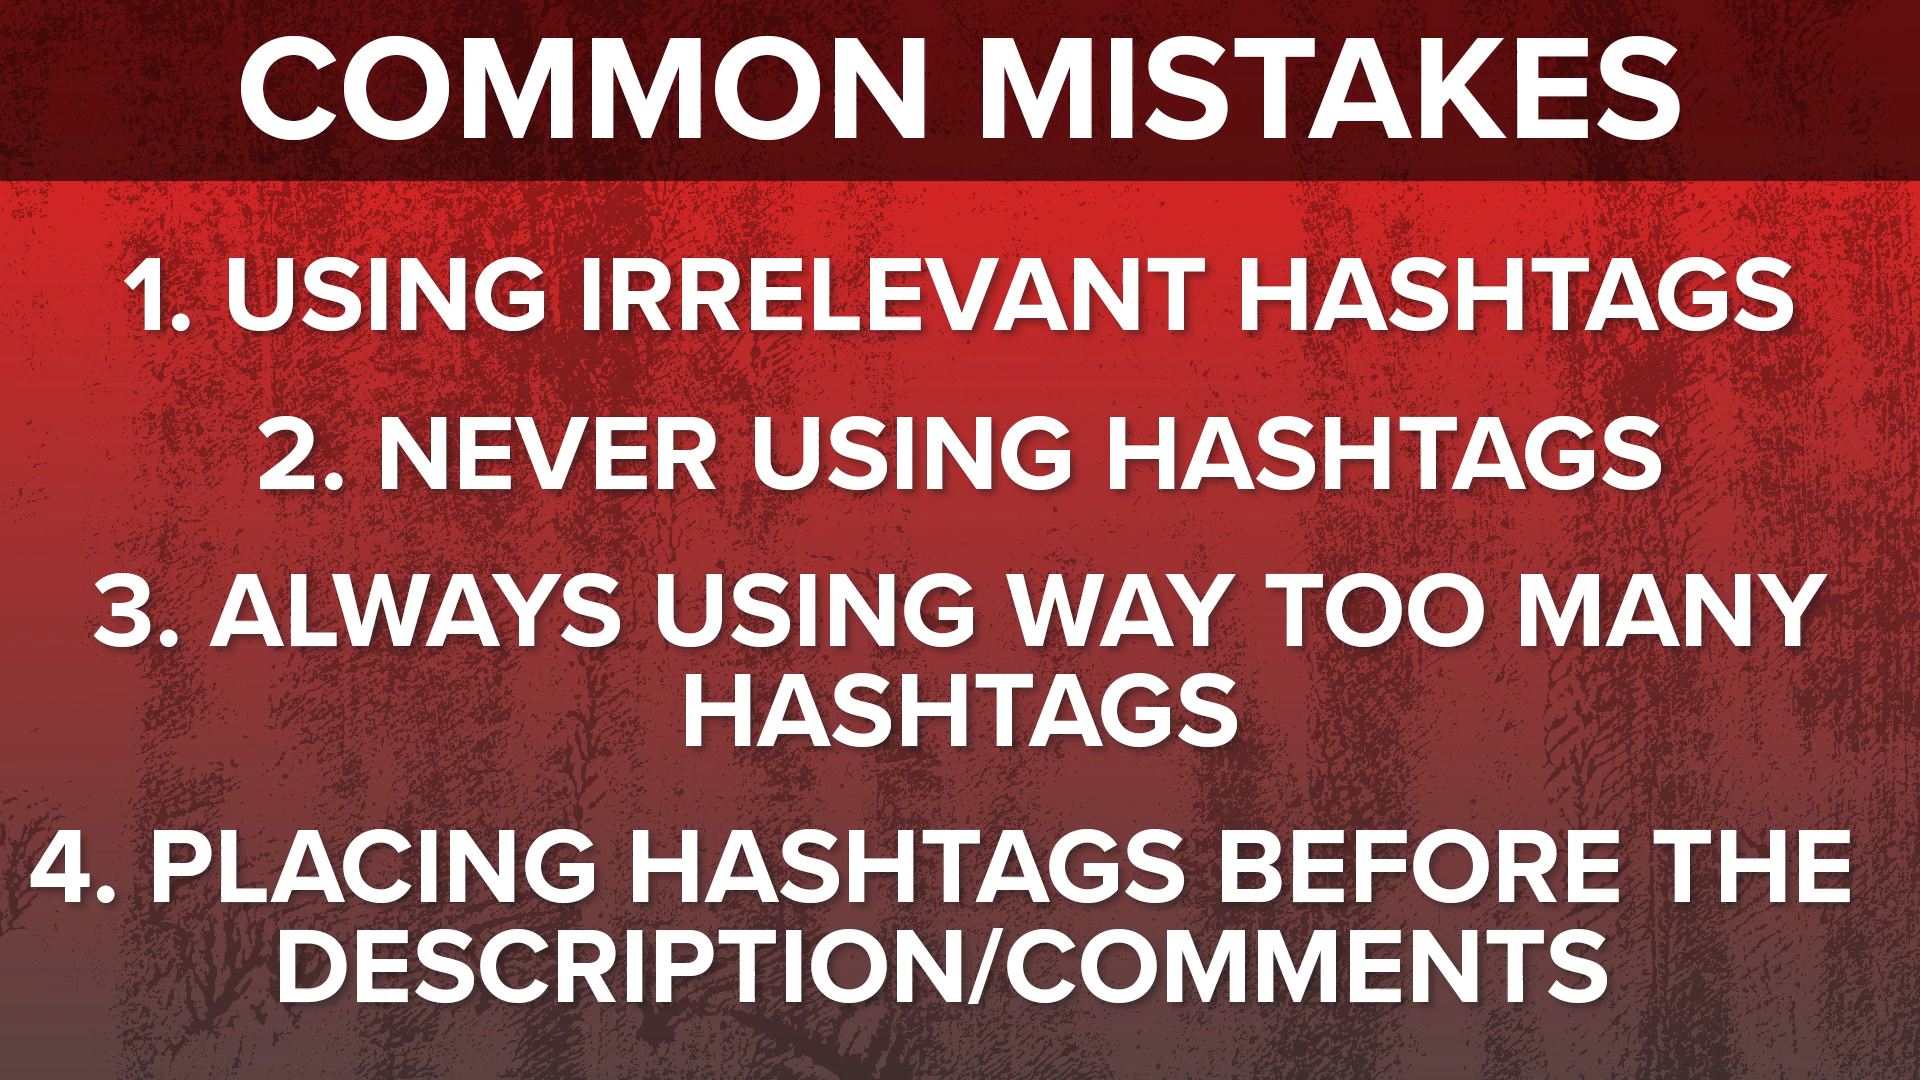 COMMON MISTAKES
1. USING IRRELEVANT HASHTAGS
2. NEVER USING HASHTAGS
3. ALWAYS USING WAY TOO MANY
HASHTAGS
4. PLACING HASHTAGS BEFORE THE
DESCRIPTION/COMMENTS